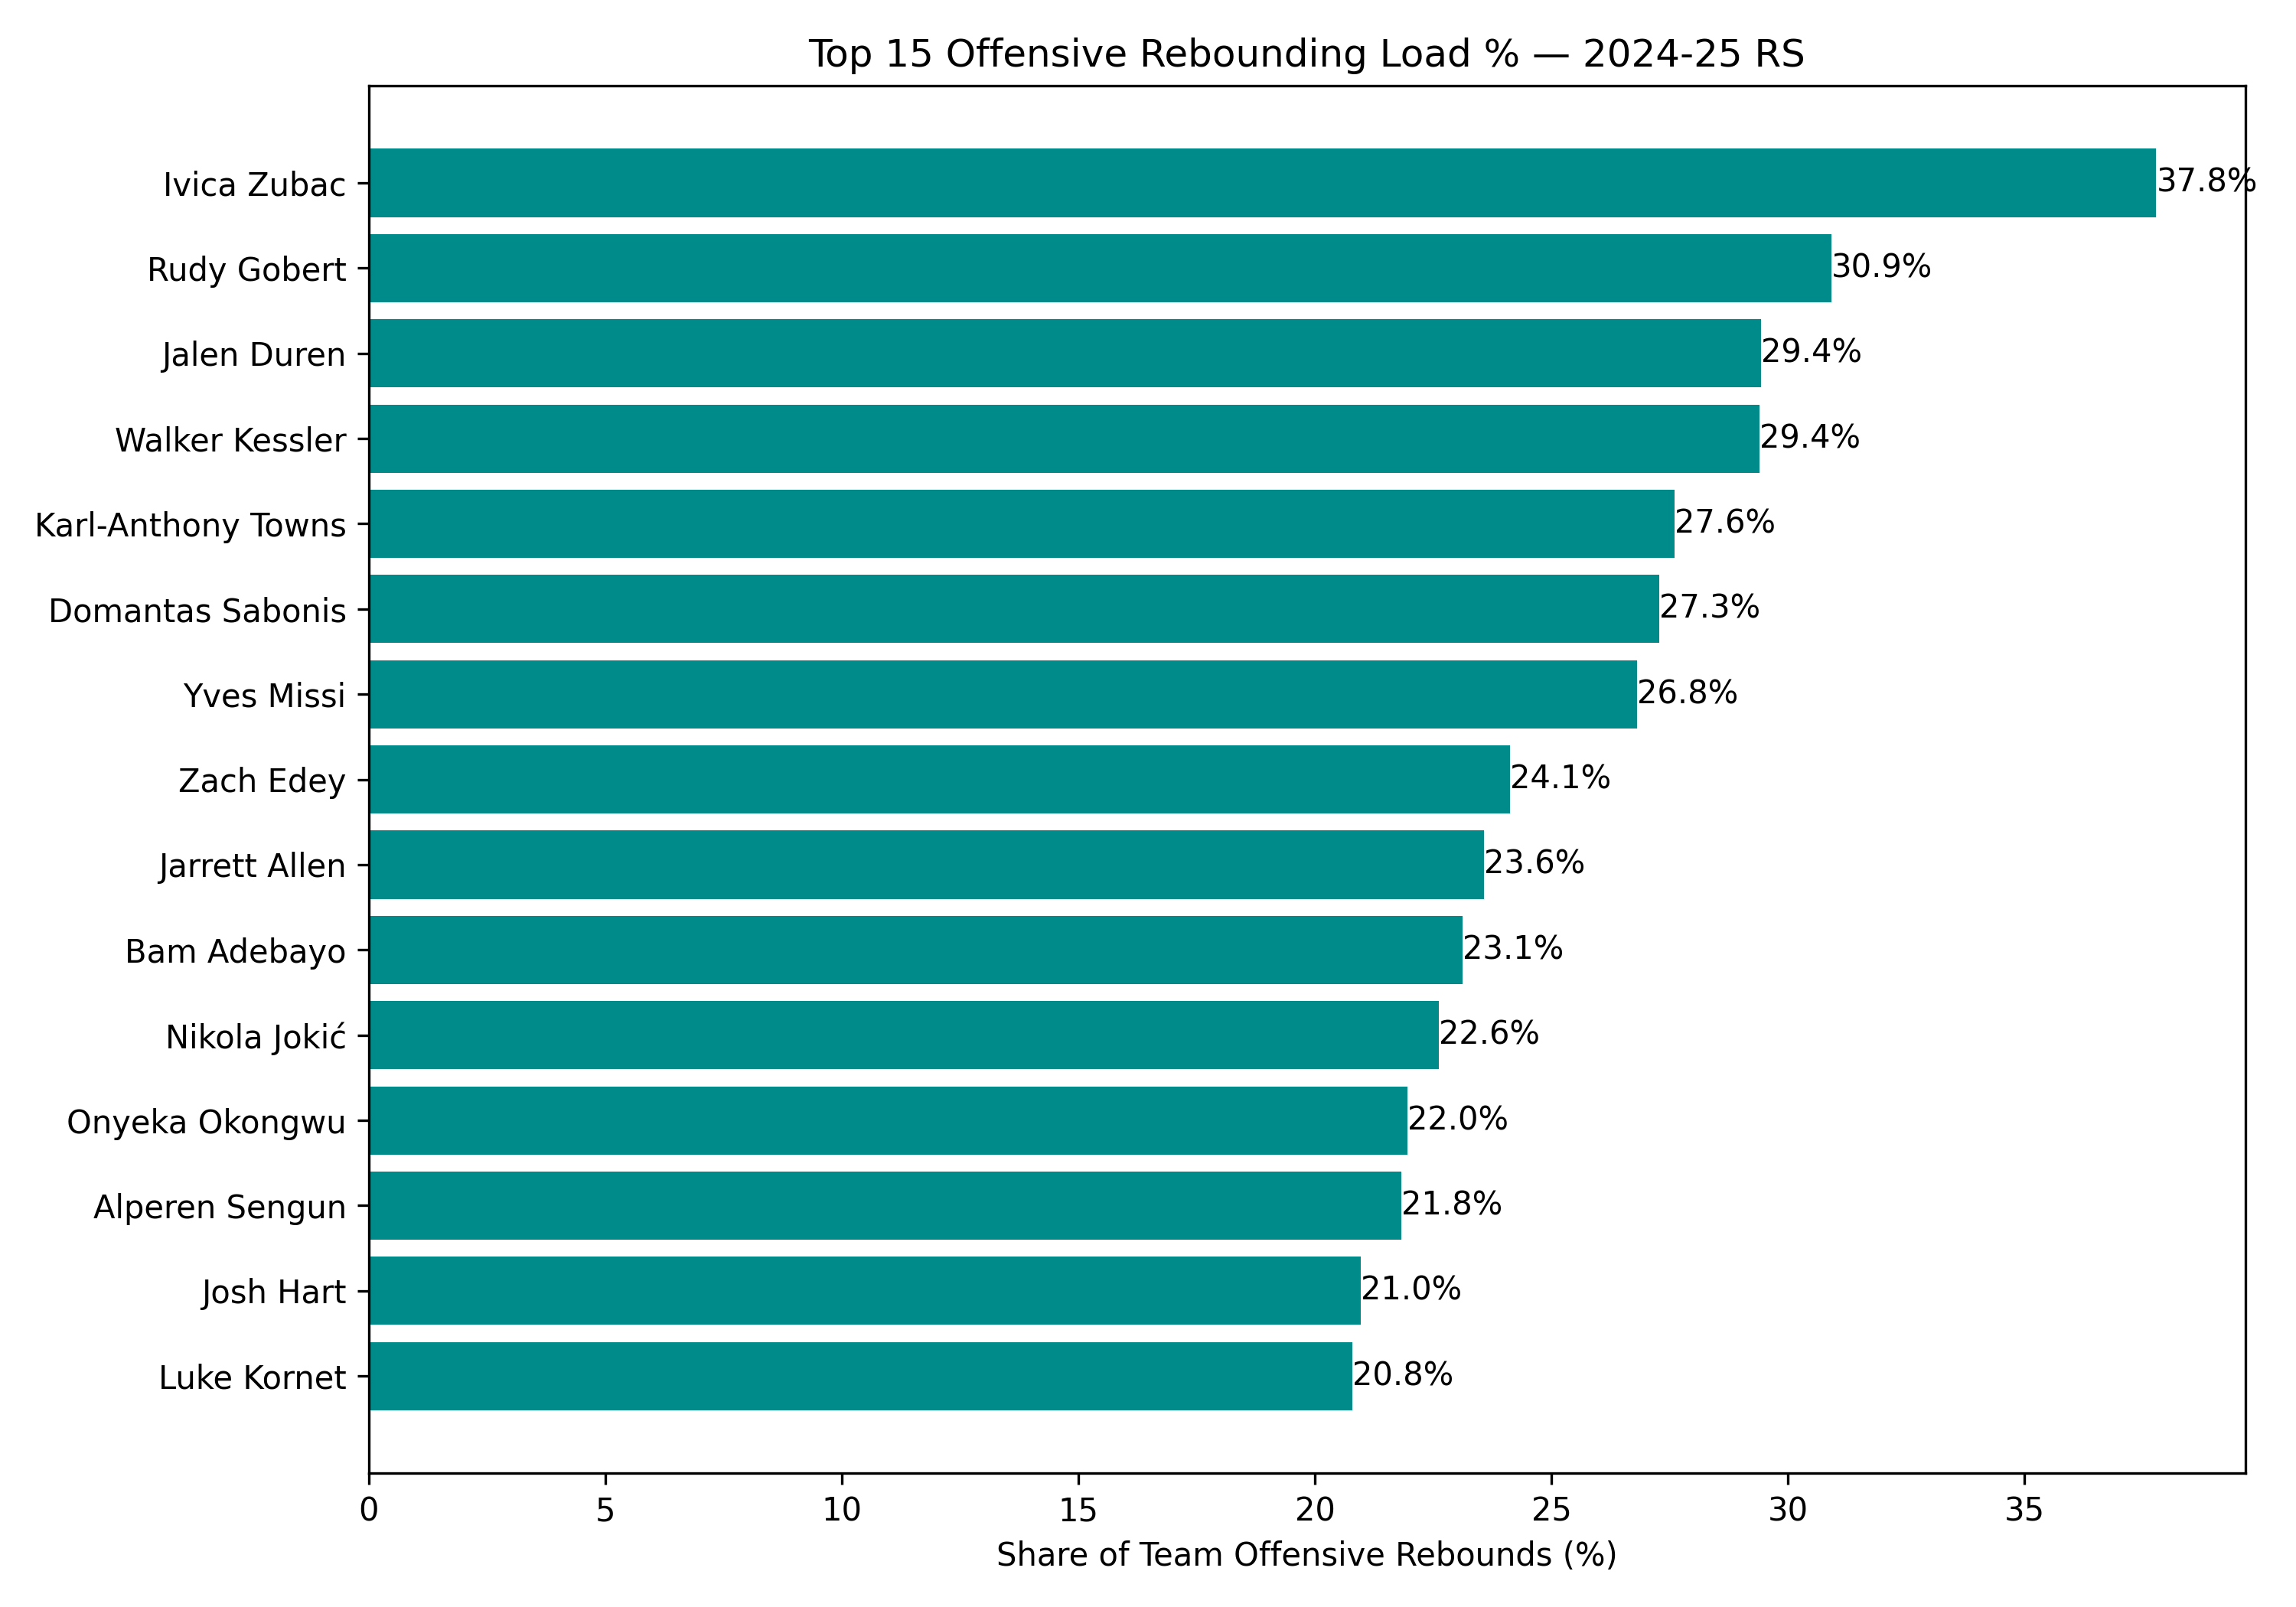 Top 15 Offensive Rebounding Load % — 2024-25 RS
Ivica Zubac 37.8%
Rudy Gobert 30.9%
Jalen Duren 29.4%
Walker Kessler 29.4%
Karl-Anthony Towns 27.6%
Domantas Sabonis 27.3%
Yves Missi 26.8%
Zach Edey 24.1%
Jarrett Allen 23.6%
Bam Adebayo 23.1%
Nikola Jokić 22.6%
Onyeka Okongwu 22.0%
Alperen Sengun 21.8%
Josh Hart 21.0%
Luke Kornet 20.8%
0 5 10 15 20 25 30 35
Share of Team Offensive Rebounds (%)